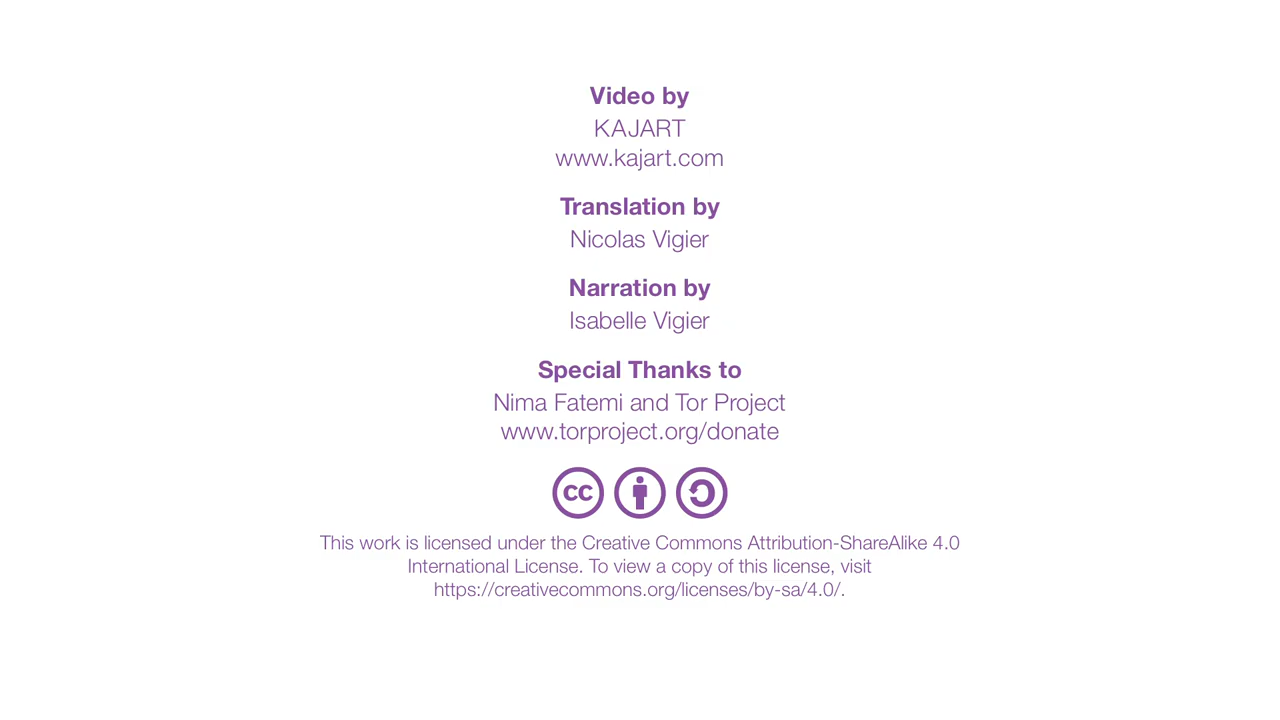 Video by
KAJART
www.kajart.com
Translation by
Nicolas Vigier
Narration by
Isabelle Vigier
Special Thanks to
Nima Fatemi and Tor Project
www.torproject.org/donate
cc
This work is licensed under the Creative Commons Attribution-ShareAlike 4.0
International License. To view a copy of this license, visit
https://creativecommons.org/licenses/by-sa/4.0/.